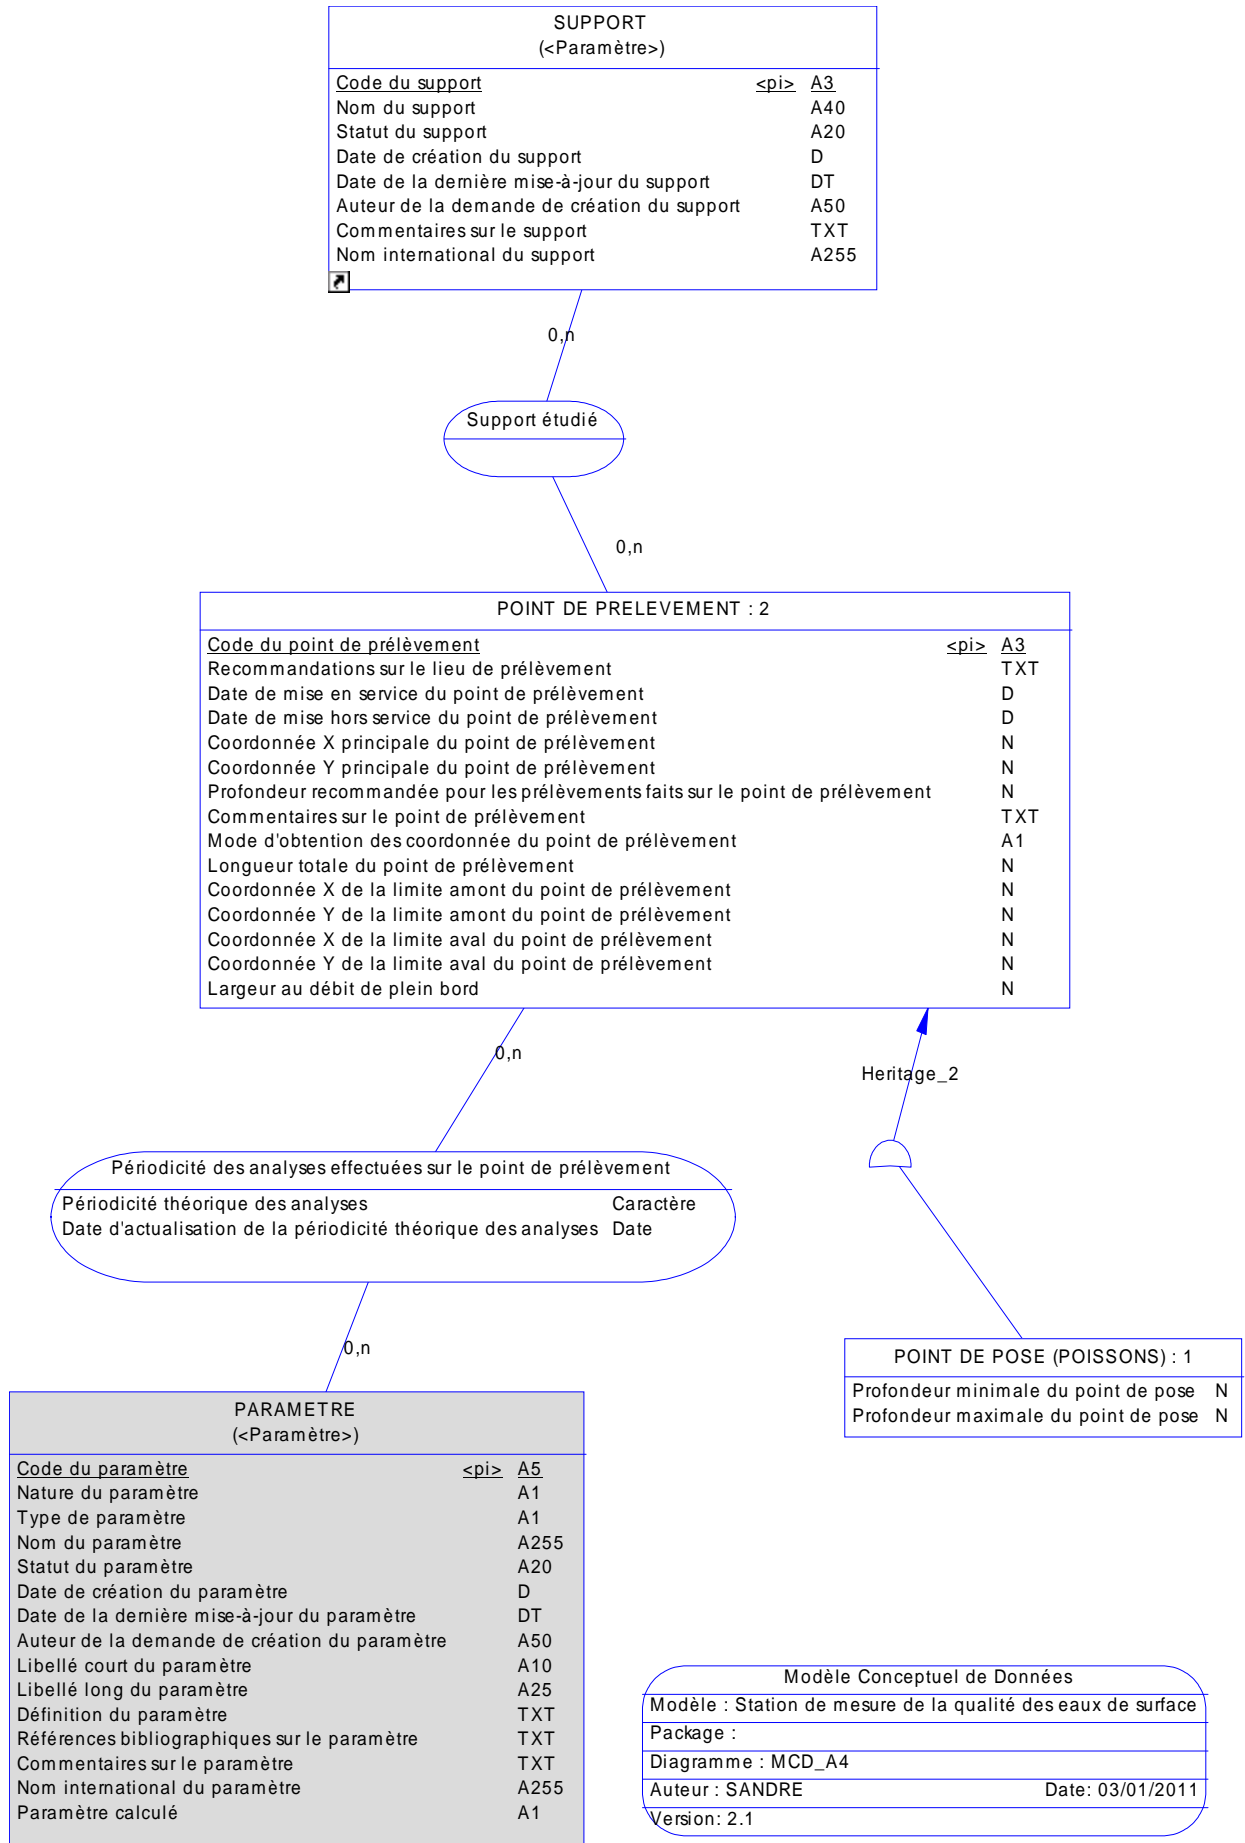 SUPPORT
(<Paramètre>)
Code du support <pi> A3
Nom du support A40
Statut du support A20
Date de création du support D
Date de la dernière mise-à-jour du support DT
Auteur de la demande de création du support A50
Commentaires sur le support TXT
Nom international du support A255
0,n
Support étudié
0,n
POINT DE PRELEVEMENT : 2
Code du point de prélèvement <pi> A3
Recommandations sur le lieu de prélèvement TXT
Date de mise en service du point de prélèvement D
Date de mise hors service du point de prélèvement D
Coordonnée X principale du point de prélèvement N
Coordonnée Y principale du point de prélèvement N
Profondeur recommandée pour les prélèvements faits sur le point de prélèvement N
Commentaires sur le point de prélèvement TXT
Mode d'obtention des coordonnée du point de prélèvement A1
Longueur totale du point de prélèvement N
Coordonnée X de la limite amont du point de prélèvement N
Coordonnée Y de la limite amont du point de prélèvement N
Coordonnée X de la limite aval du point de prélèvement N
Coordonnée Y de la limite aval du point de prélèvement N
Largeur au débit de plein bord N
0,n
Heritage_2
Périodicité des analyses effectuées sur le point de prélèvement
Périodicité théorique des analyses Caractère
Date d'actualisation de la périodicité théorique des analyses Date
0,n
POINT DE POSE (POISSONS) : 1
Profondeur minimale du point de pose N
Profondeur maximale du point de pose N
PARAMETRE
(<Paramètre>)
Code du paramètre <pi> A5
Nature du paramètre A1
Type de paramètre A1
Nom du paramètre A255
Statut du paramètre A20
Date de création du paramètre D
Date de la dernière mise-à-jour du paramètre DT
Auteur de la demande de création du paramètre A50
Libellé court du paramètre A10
Libellé long du paramètre A25
Définition du paramètre TXT
Références bibliographiques sur le paramètre TXT
Commentaires sur le paramètre TXT
Nom international du paramètre A255
Paramètre calculé A1
Modèle Conceptuel de Données
Modèle : Station de mesure de la qualité des eaux de surface
Package :
Diagramme : MCD_A4
Auteur : SANDRE Date: 03/01/2011
Version: 2.1